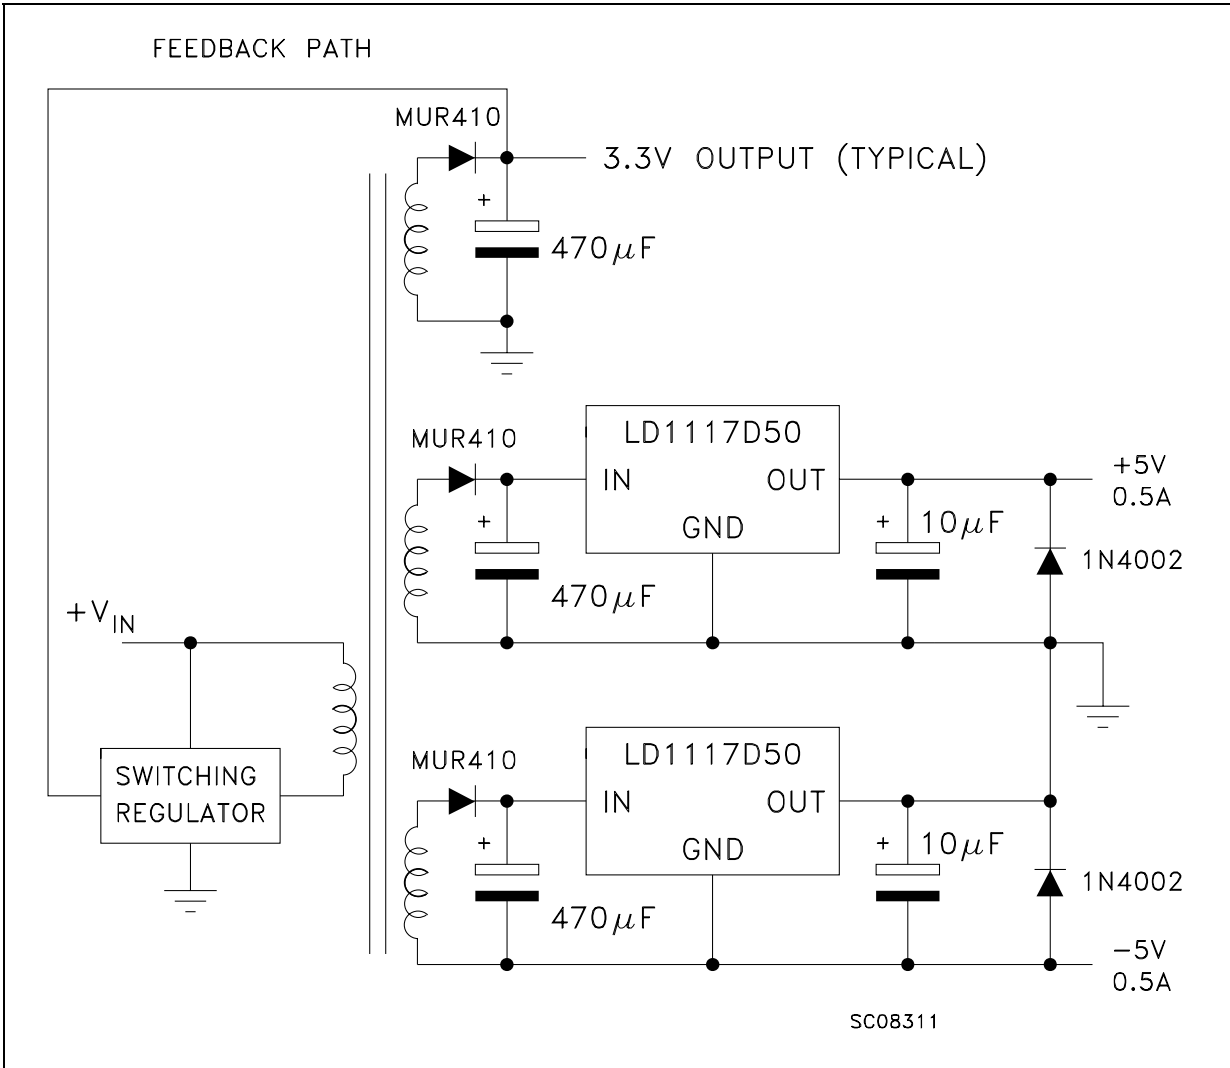 FEEDBACK PATH
MUR410
3.3V OUTPUT (TYPICAL)
+
470μF
MUR410
LD1117D50
IN OUT
GND
+
470μF
+
10μF
+5V
0.5A
1N4002
+VIN
SWITCHING
REGULATOR
MUR410
LD1117D50
IN OUT
GND
+
470μF
+
10μF
1N4002
-5V
0.5A
SC08311